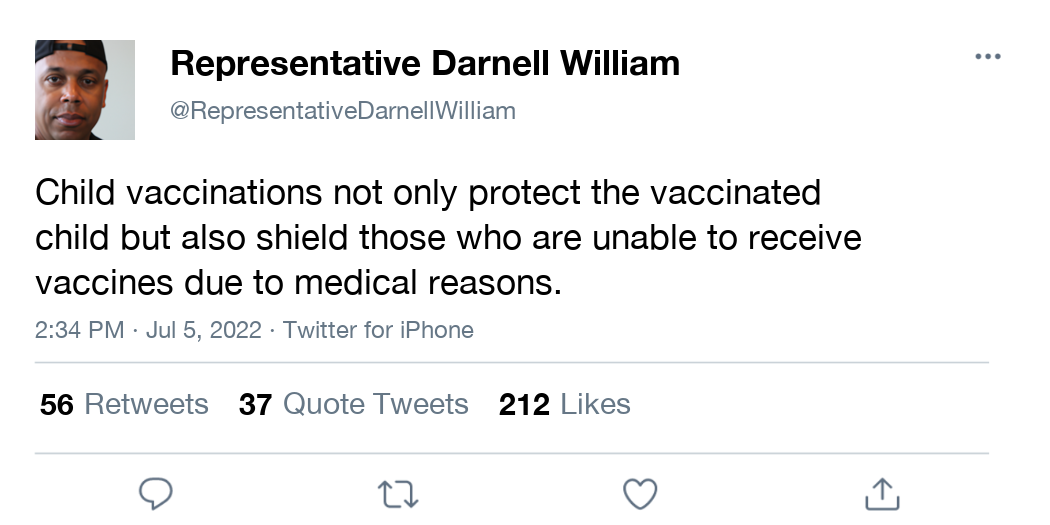 Representative Darnell William
@RepresentativeDarnellWilliam
Child vaccinations not only protect the vaccinated
child but also shield those who are unable to receive
vaccines due to medical reasons.
2:34 PM · Jul 5, 2022 · Twitter for iPhone
56 Retweets 37 Quote Tweets 212 Likes